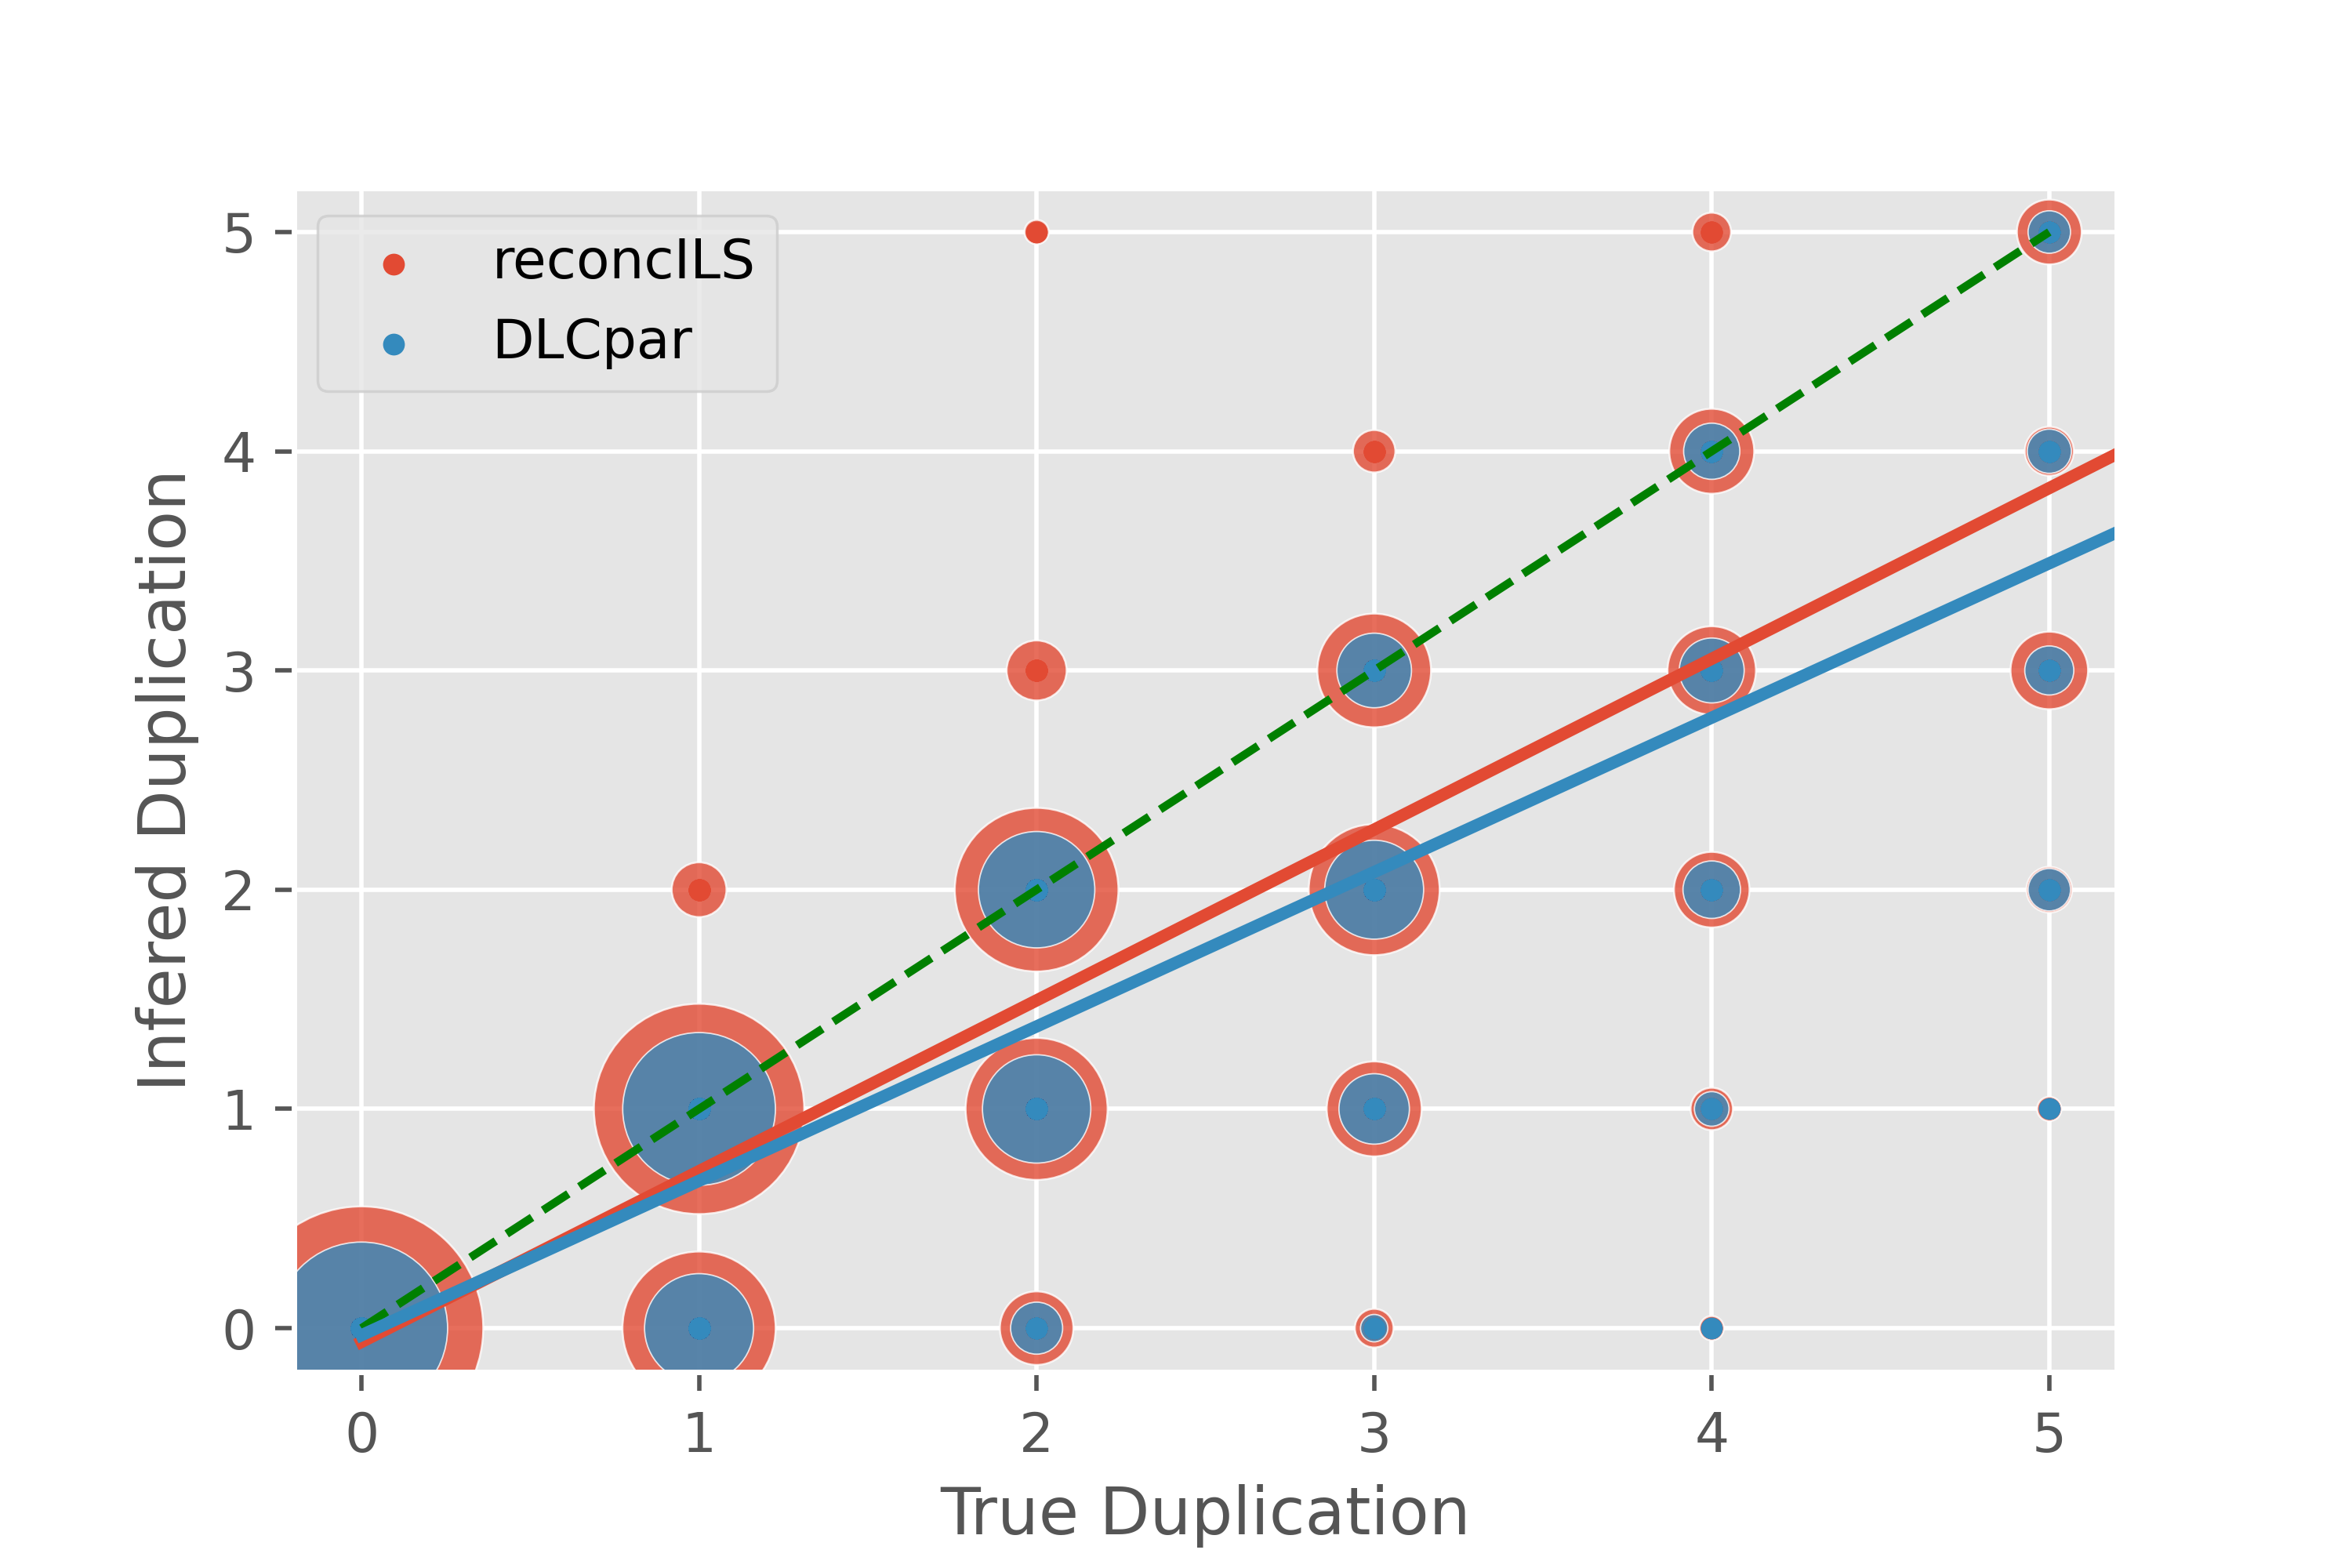 reconcILS
DLCpar
5
4
3
2
1
0
Infered Duplication
0 1 2 3 4 5
True Duplication